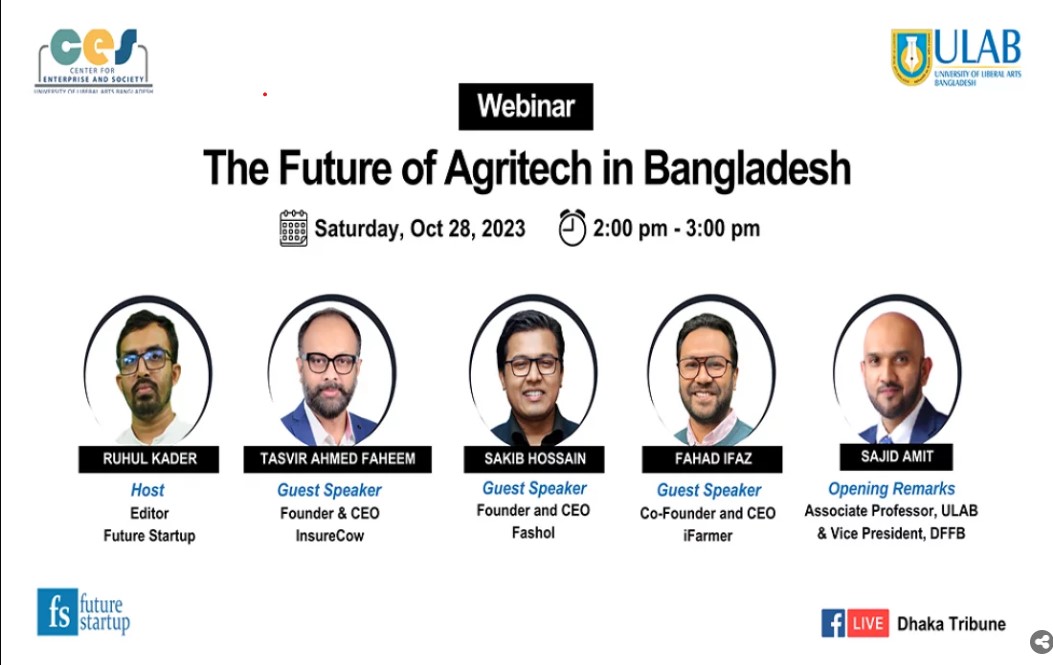 ces
CENTER FOR
ENTERPRISE AND SOCIETY
UNIVERSITY OF LIBERAL ARTS BANGLADESH
ULAB
UNIVERSITY OF LIBERAL ARTS
BANGLADESH
Webinar
The Future of Agritech in Bangladesh
Saturday, Oct 28, 2023
2:00 pm - 3:00 pm
RUHUL KADER
Host
Editor
Future Startup
TASVIR AHMED FAHEEM
Guest Speaker
Founder & CEO
InsureCow
SAKIB HOSSAIN
Guest Speaker
Founder and CEO
Fashol
FAHAD IFAZ
Guest Speaker
Co-Founder and CEO
iFarmer
SAJID AMIT
Opening Remarks
Associate Professor, ULAB
& Vice President, DFFB
fs future
startup
f LIVE Dhaka Tribune